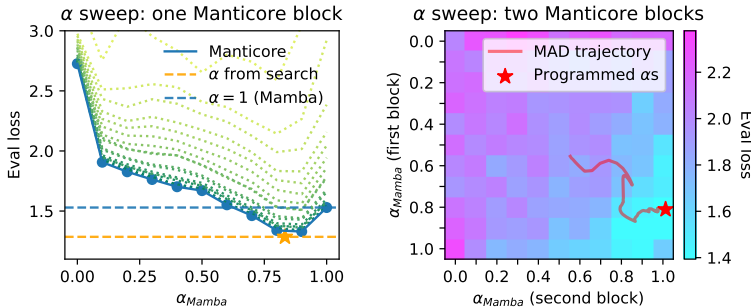 α sweep: one Manticore block
3.0
2.5
2.0
1.5
Eval loss
Manticore
α from search
α = 1 (Mamba)
0.00
0.25
0.50
0.75
1.00
α_Mamba
α sweep: two Manticore blocks
0.0
0.2
0.4
0.6
0.8
1.0
α_Mamba (first block)
MAD trajectory
Programmed αs
0.0
0.2
0.4
0.6
0.8
1.0
α_Mamba (second block)
2.2
2.0
1.8
1.6
1.4
Eval loss